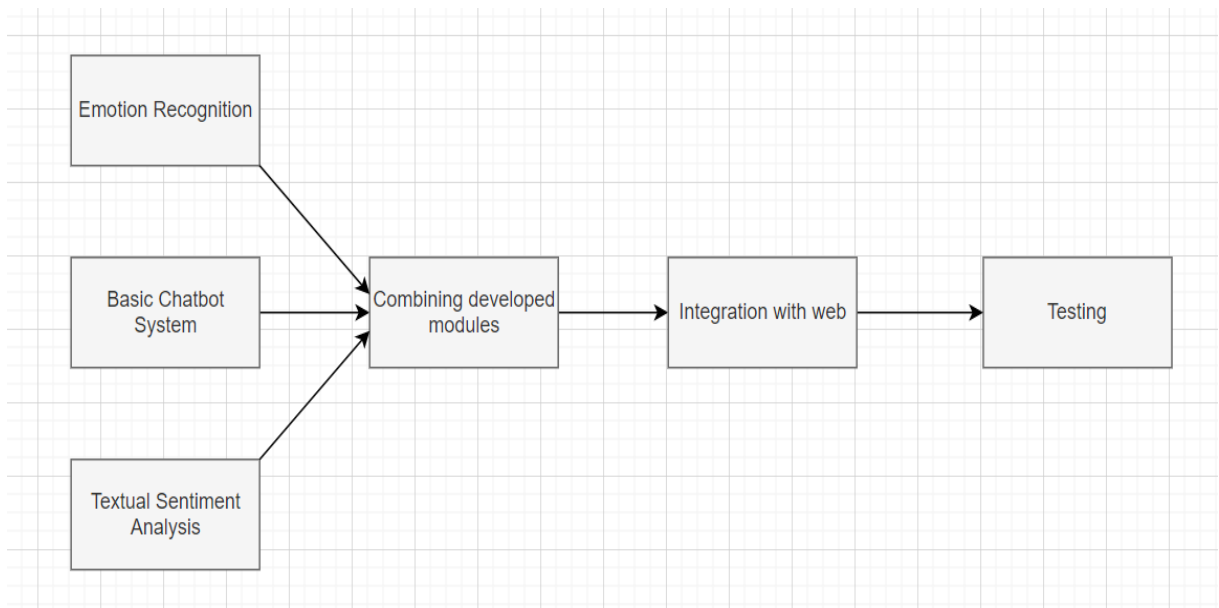 Emotion Recognition
Basic Chatbot
System
Combining developed
modules
Integration with web
Testing
Textual Sentiment
Analysis